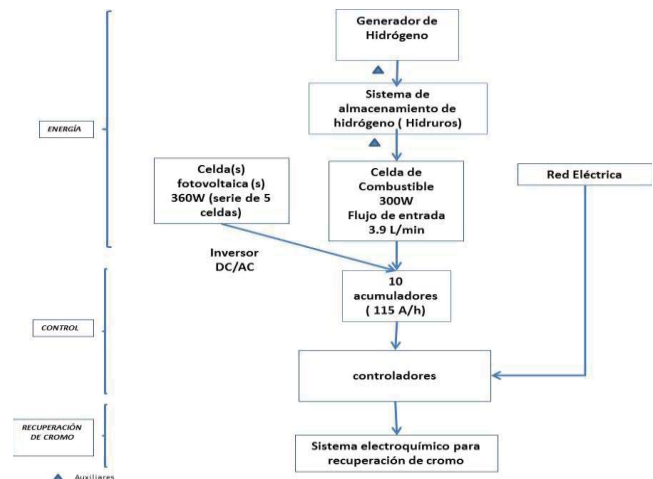 Generador de
Hidrógeno
Sistema de
almacenamiento de
hidrógeno ( Hidruros)
ENERGÍA
Celda(s)
fotovoltaica (s)
360W (serie de 5
celdas)
Celda de
Combustible
300W
Flujo de entrada
3.9 L/min
Red Eléctrica
Inversor
DC/AC
10
acumuladores
( 115 A/h)
CONTROL
controladores
RECUPERACIÓN
DE CROMO
Sistema electroquímico para
recuperación de cromo
Auxiliares